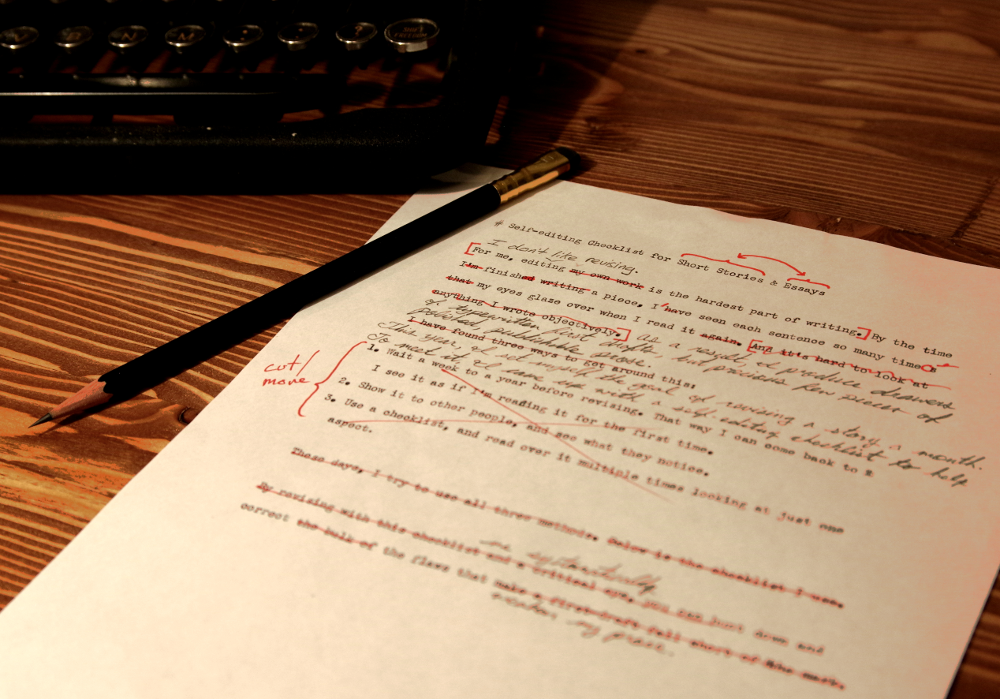 # Self-editing Checklist for Short Stories & Essays
I don't like revising.
[For me, editing my own work is the hardest part of writing.] By the time
I'm finished writing a piece, I have seen each sentence so many times
that my eyes glaze over when I read it again. [And it is hard to look at
anything I wrote objectively.] As a result I produce drawers
of typewritten first drafts, but precious few pieces of
polished, publishable prose.
This year, I set myself the goal of revising a story a month.
To meet it, I came up with a self editing checklist to help
I have found three ways to get around this:
cut/
move
1. Wait a week to a year before revising. That way I can come back to it
I see it as if I'm reading it for the first time.
2. Show it to other people, and see what they notice.
3. Use a checklist, and read over it multiple times looking at just one
aspect.
These days, I try to use all three methods. Below is the checklist I use.
me systematically
By revising with this checklist and a critical eye, you can hunt down and
correct the bulk of the flaws that make a first draft fall short of the mark.
weaken my prose.